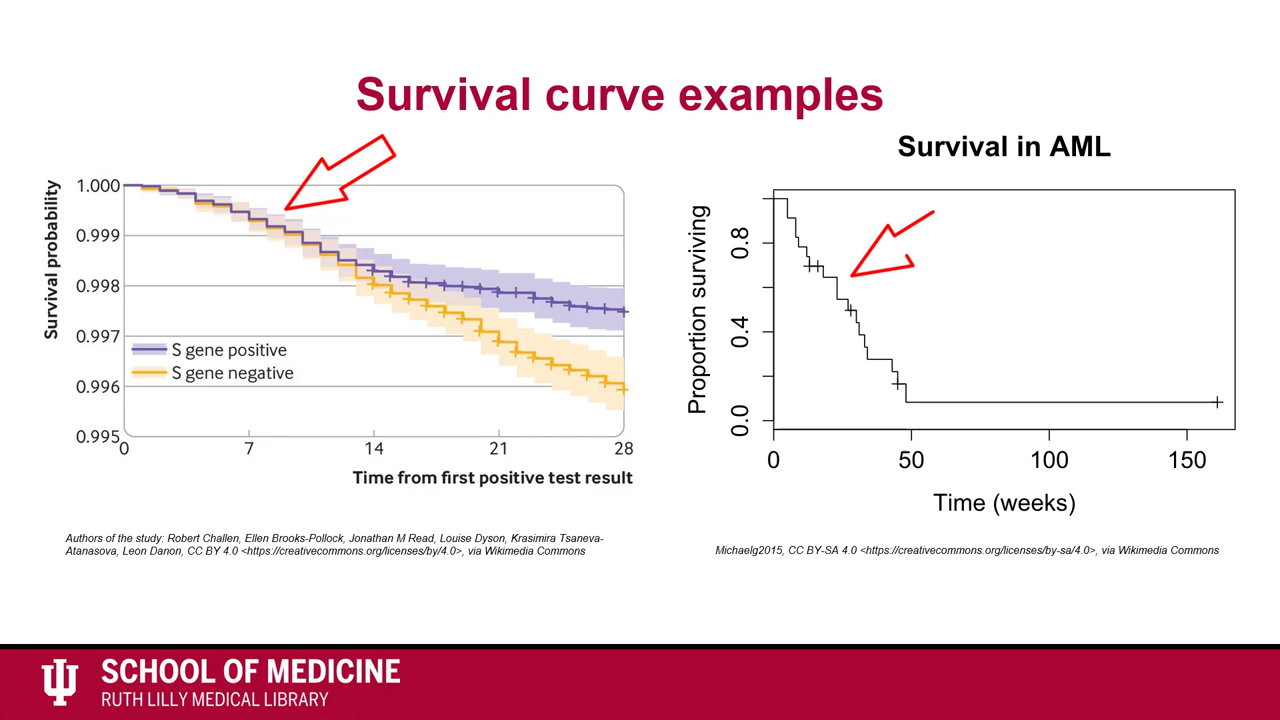 Survival curve examples
Survival probability
1.000
0.999
0.998
0.997
0.996
0.995
S gene positive
S gene negative
0
7
14
21
28
Time from first positive test result
Authors of the study: Robert Challen, Ellen Brooks-Pollock, Jonathan M Read, Louise Dyson, Krasimira Tsaneva-
Atanasova, Leon Danon, CC BY 4.0 <https://creativecommons.org/licenses/by/4.0>, via Wikimedia Commons
Survival in AML
Proportion surviving
0.8
0.4
0.0
0
50
100
150
Time (weeks)
Michaelg2015, CC BY-SA 4.0 <https://creativecommons.org/licenses/by-sa/4.0>, via Wikimedia Commons
SCHOOL OF MEDICINE
RUTH LILLY MEDICAL LIBRARY